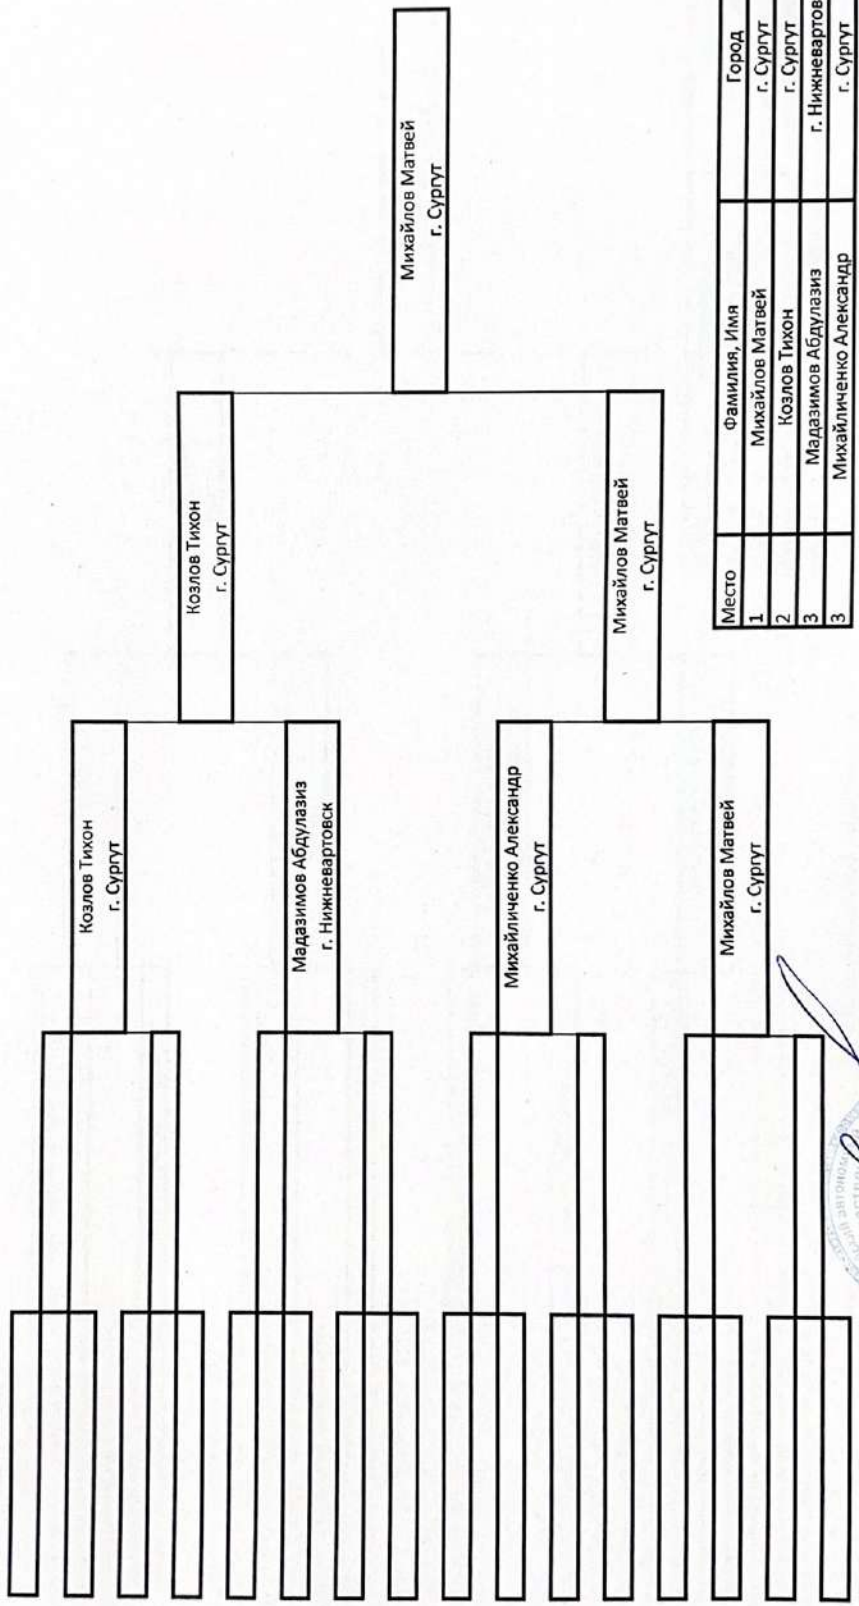 Козлов Тихон
г. Сургут
Мадазимов Абдулазиз
г. Нижневартовск
Михайличенко Александр
г. Сургут
Михайлов Матвей
г. Сургут
Козлов Тихон
г. Сургут
Михайлов Матвей
г. Сургут
Михайлов Матвей
г. Сургут
Место Фамилия, Имя Город
1 Михайлов Матвей г. Сургут
2 Козлов Тихон г. Сургут
3 Мадазимов Абдулазиз г. Нижневартов
3 Михайличенко Александр г. Сургут